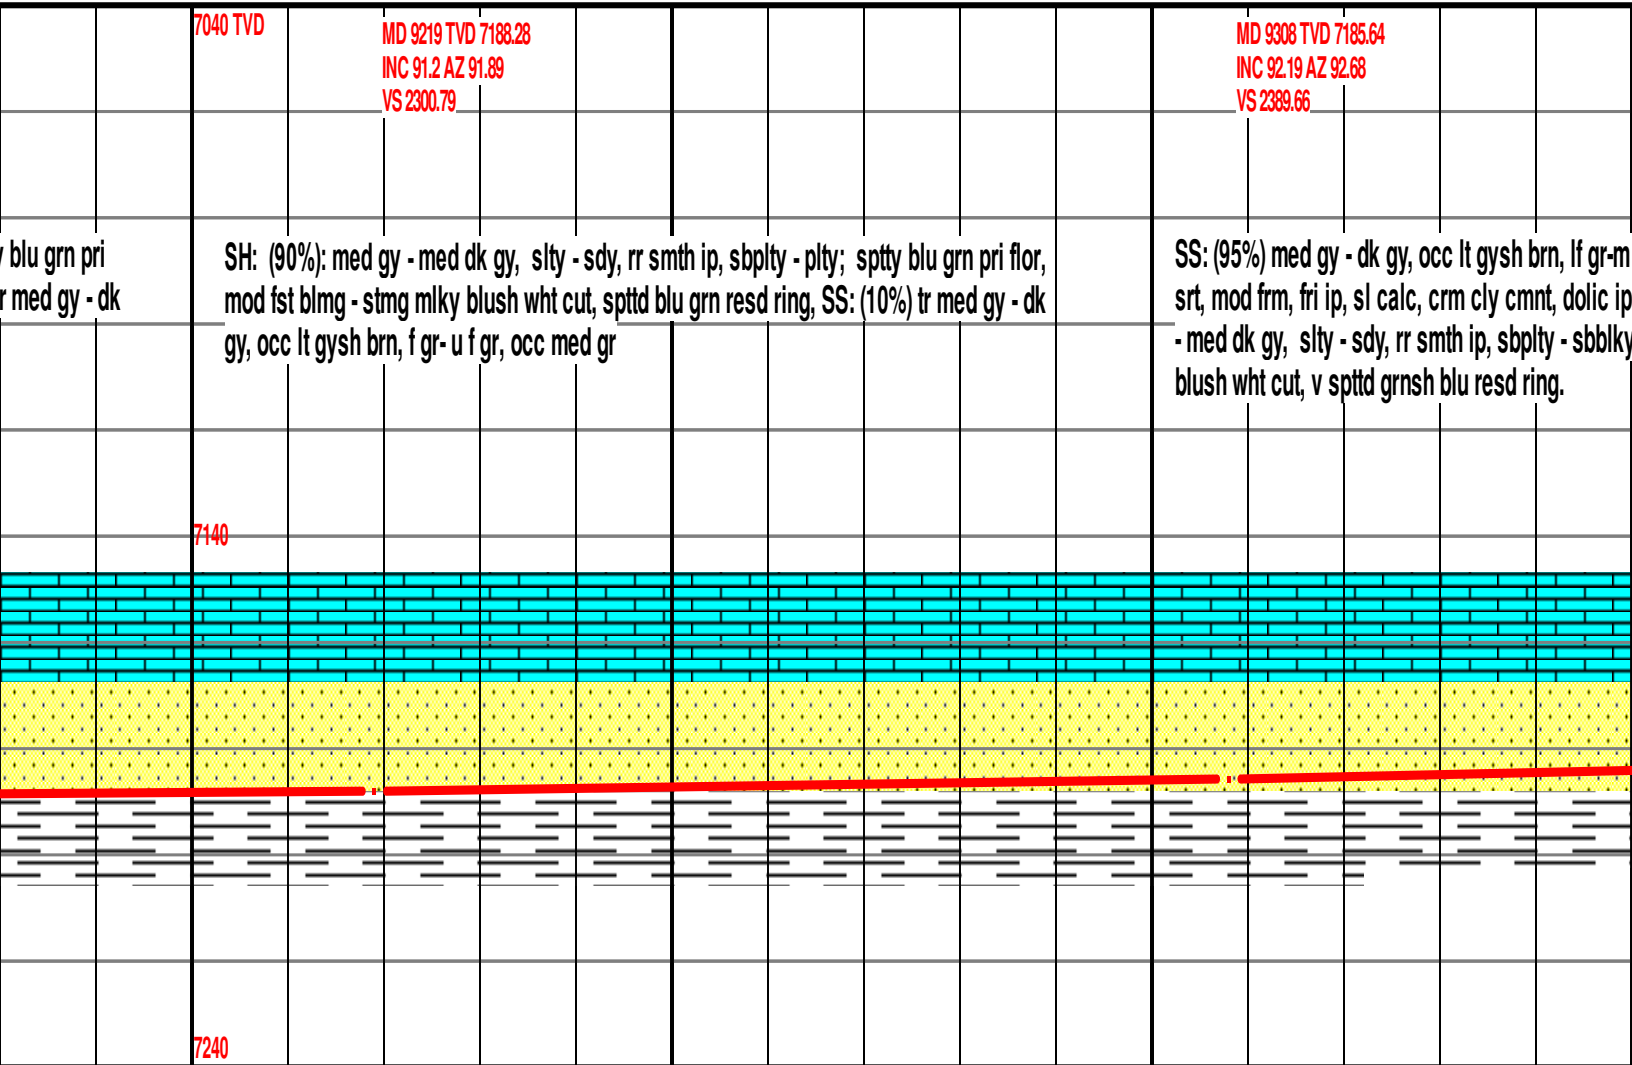 7040 TVD
MD 9219 TVD 7188.28
INC 91.2 AZ 91.89
VS 2300.79
MD 9308 TVD 7185.64
INC 92.19 AZ 92.68
VS 2389.66
blu grn pri
med gy - dk
SH: (90%): med gy - med dk gy, slty - sdy, rr smth ip, sbplty - plty; sptty blu grn pri flor,
mod fst blmg - stmg mlky blush wht cut, spttd blu grn resd ring, SS: (10%) tr med gy - dk
gy, occ lt gysh brn, f gr- u f gr, occ med gr
SS: (95%) med gy - dk gy, occ lt gysh brn, lf gr-m
srt, mod frm, fri ip, sl calc, crm cly cmnt, dolic ip
- med dk gy, slty - sdy, rr smth ip, sbplty - sbblky
blush wht cut, v spttd grnsh blu resd ring.
7140
7240